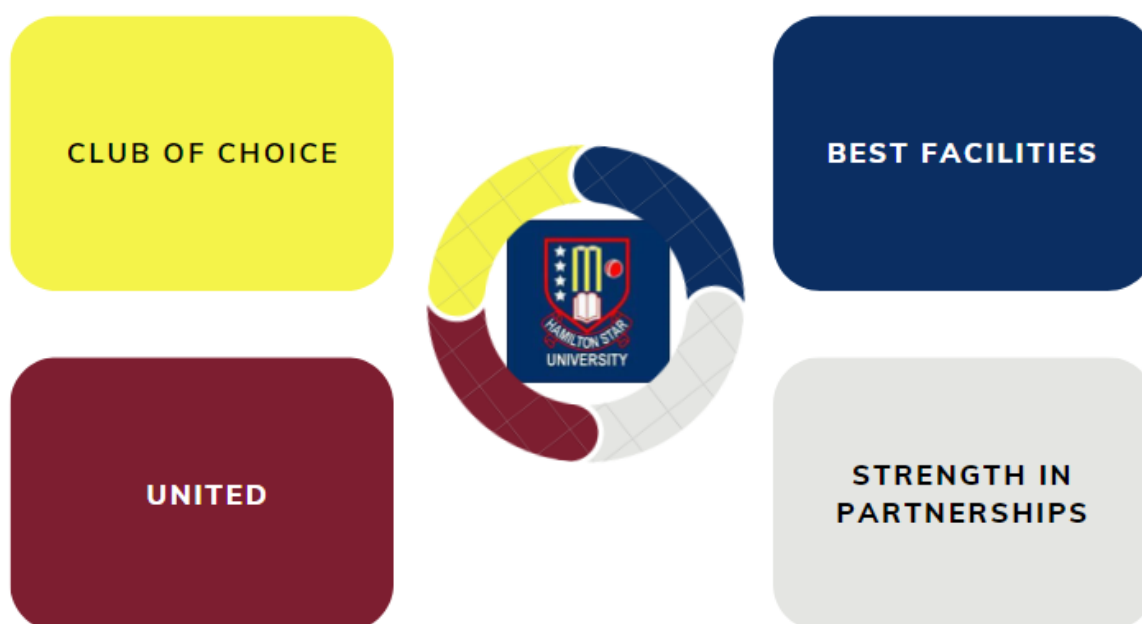 CLUB OF CHOICE
BEST FACILITIES
HAMILTON STAR
UNIVERSITY
UNITED
STRENGTH IN
PARTNERSHIPS